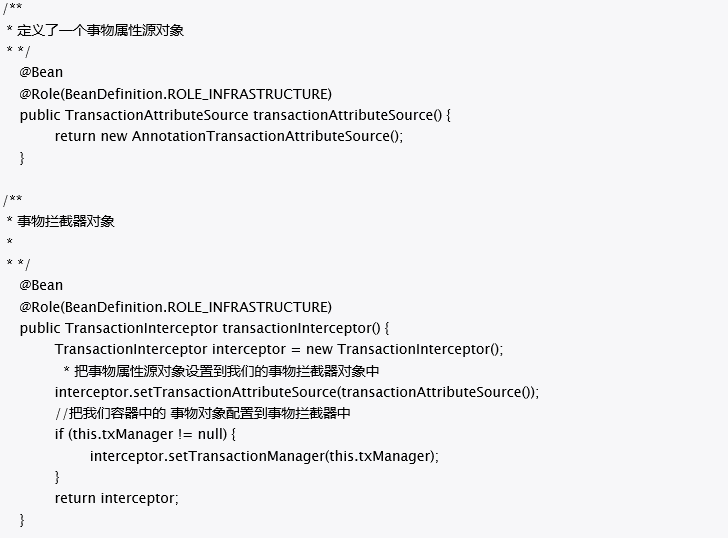 /**
* 定义了一个事物属性源对象
* */
@Bean
@Role(BeanDefinition.ROLE_INFRASTRUCTURE)
public TransactionAttributeSource transactionAttributeSource() {
return new AnnotationTransactionAttributeSource();
}
/**
* 事物拦截器对象
*
* */
@Bean
@Role(BeanDefinition.ROLE_INFRASTRUCTURE)
public TransactionInterceptor transactionInterceptor() {
TransactionInterceptor interceptor = new TransactionInterceptor();
* 把事物属性源对象设置到我们的事物拦截器对象中
interceptor.setTransactionAttributeSource(transactionAttributeSource());
//把我们容器中的 事物对象配置到事物拦截器中
if (this.txManager != null) {
interceptor.setTransactionManager(this.txManager);
}
return interceptor;
}